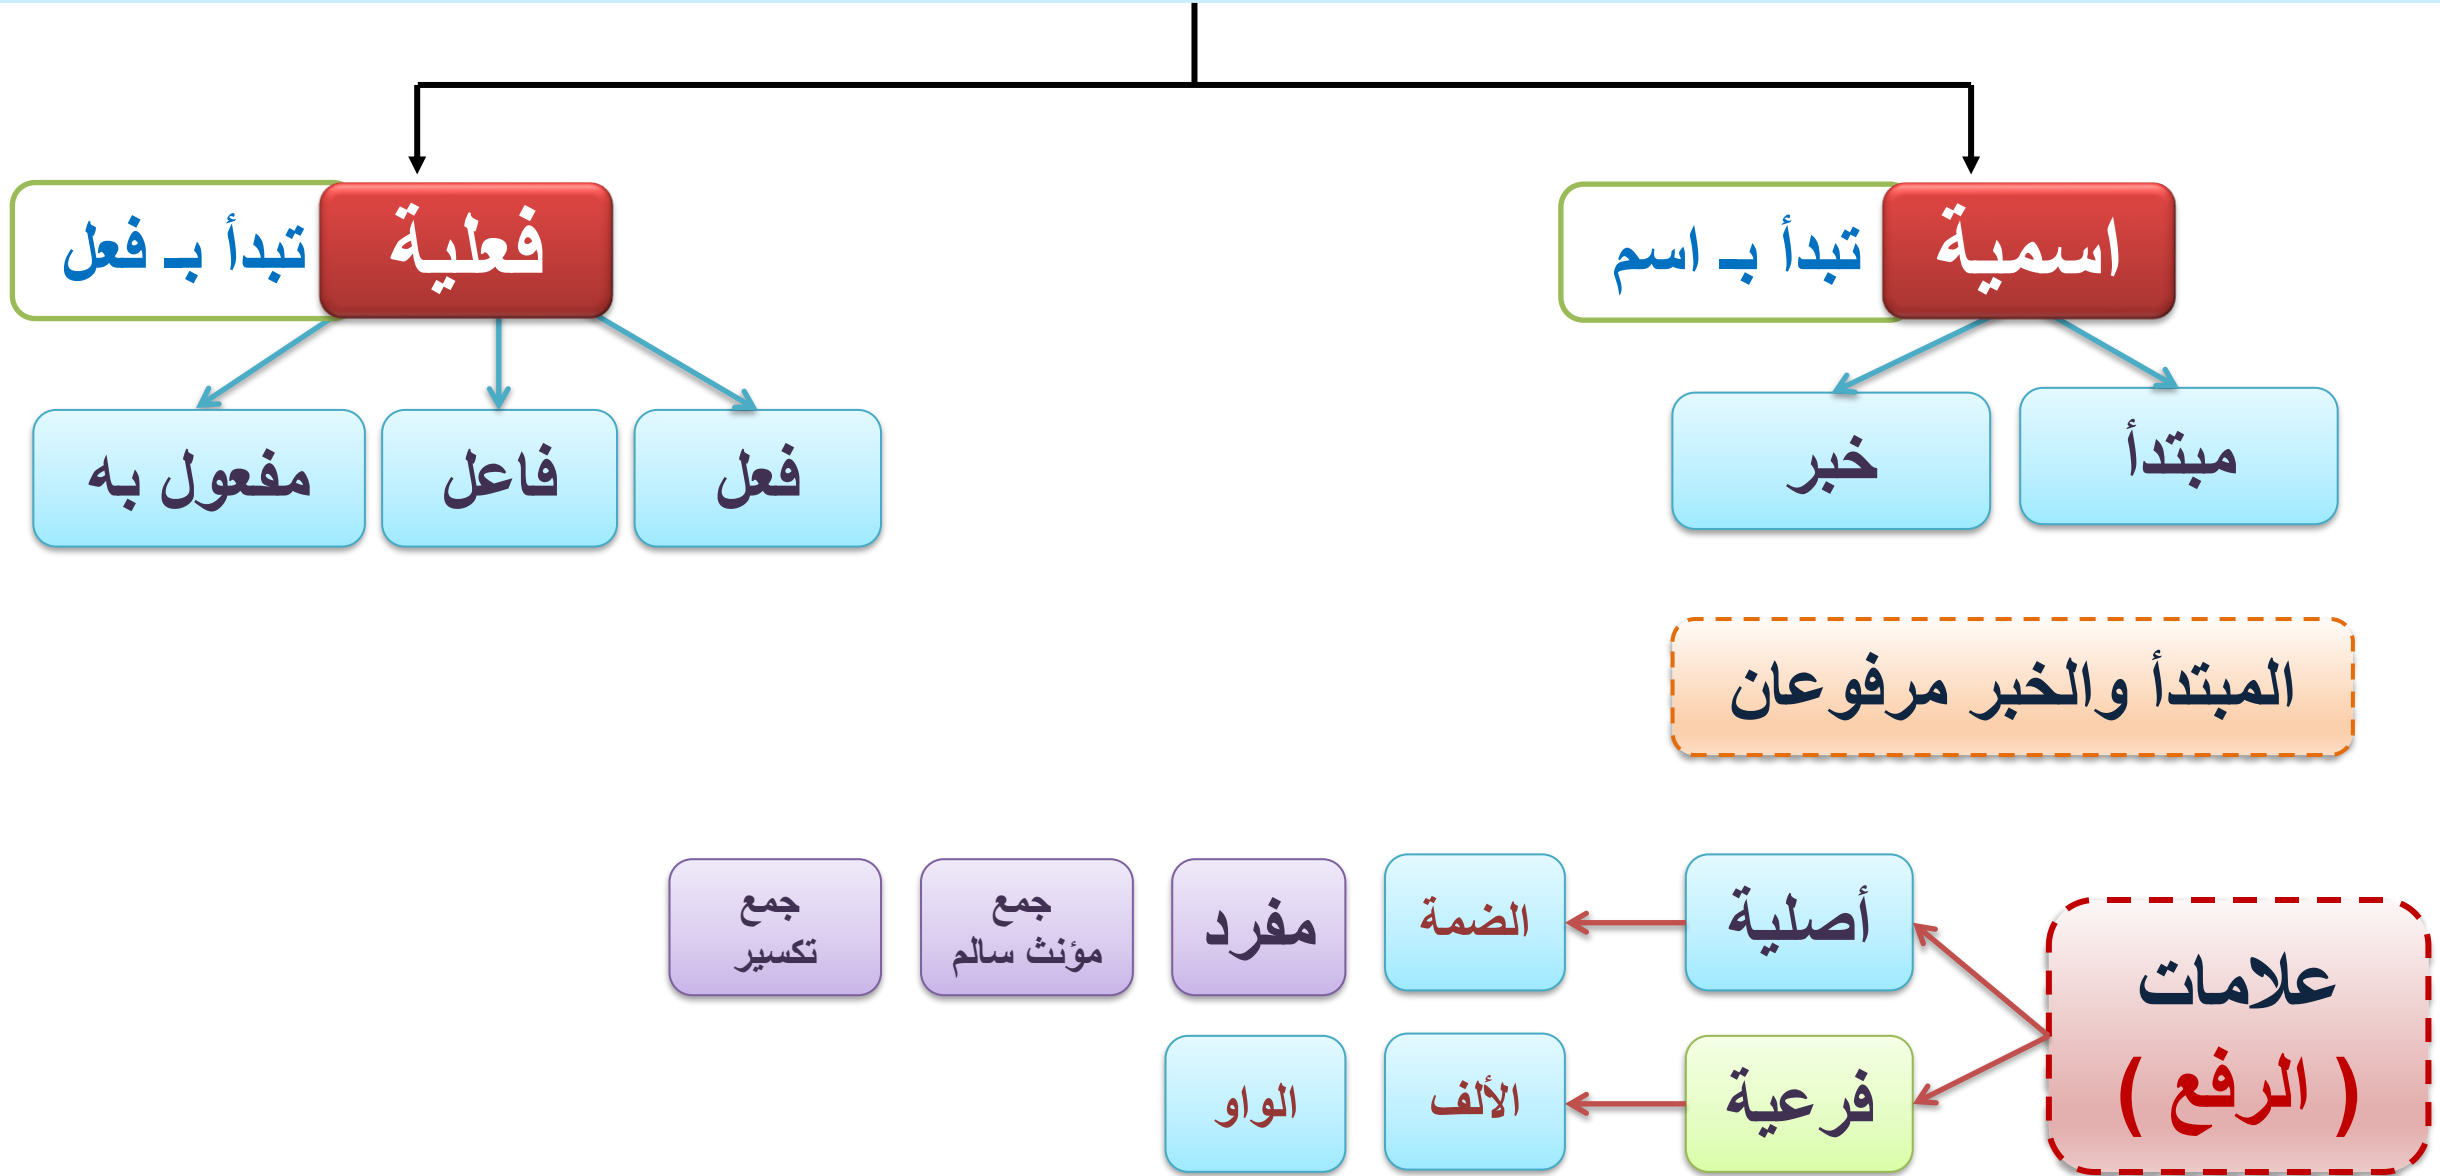 اسمية
تبدأ بـ اسم
فعلية
تبدأ بـ فعل
مبتدأ
خبر
فعل
فاعل
مفعول به
المبتدأ والخبر مرفوعان
علامات
( الرفع )
أصلية
الضمة
مفرد
جمع
مؤنث سالم
جمع
تكسير
فرعية
الألف
الواو